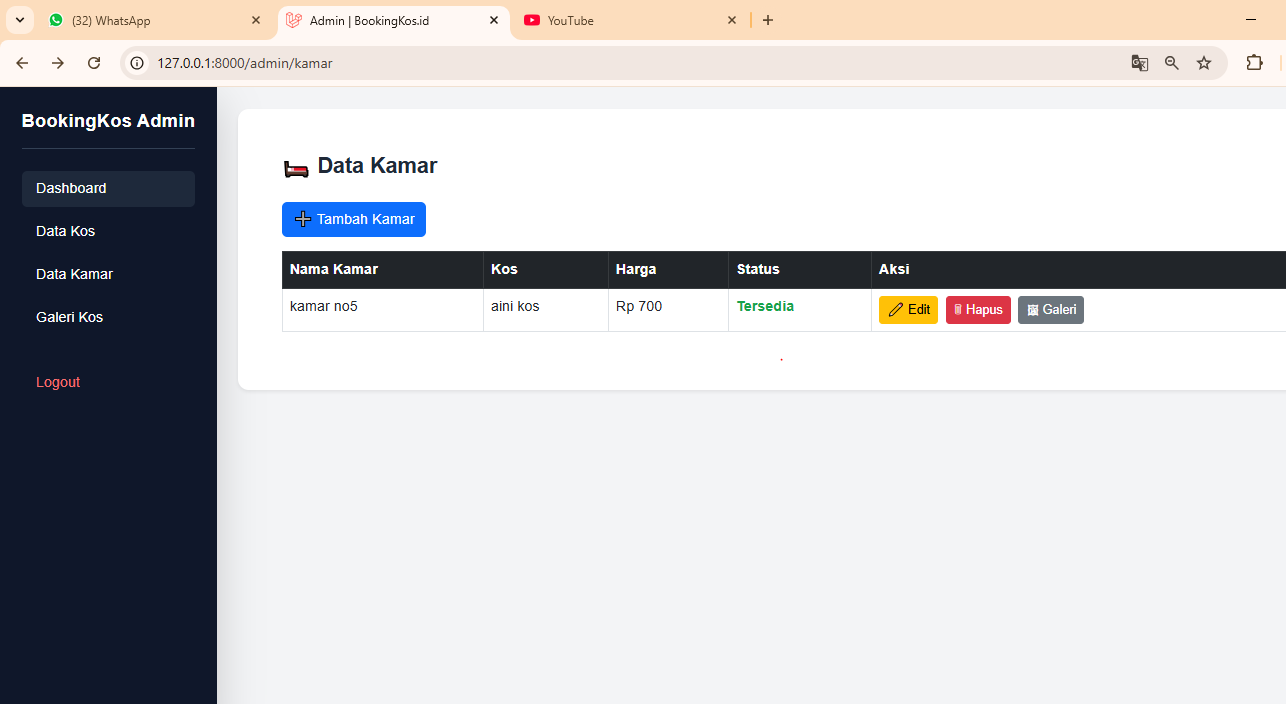 (32) WhatsApp
Admin | BookingKos.id
YouTube
127.0.0.1:8000/admin/kamar
BookingKos Admin
Dashboard
Data Kos
Data Kamar
Galeri Kos
Logout
Data Kamar
Tambah Kamar
Nama Kamar Kos Harga Status Aksi
kamar no5 aini kos Rp 700 Tersedia Edit Hapus Galeri